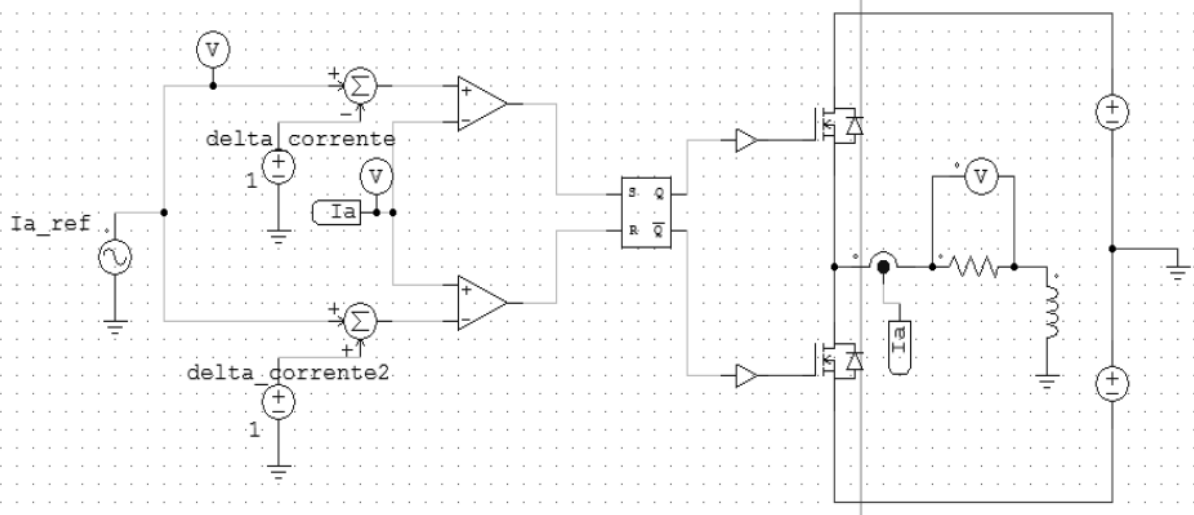 V
+
Σ
−
+
−
delta_corrente
+
−
1
V
Ia
Ia_ref
S Q
R Q̅
+
−
V
+
−
Ia
+
Σ
+
+
−
delta_corrente2
+
−
1